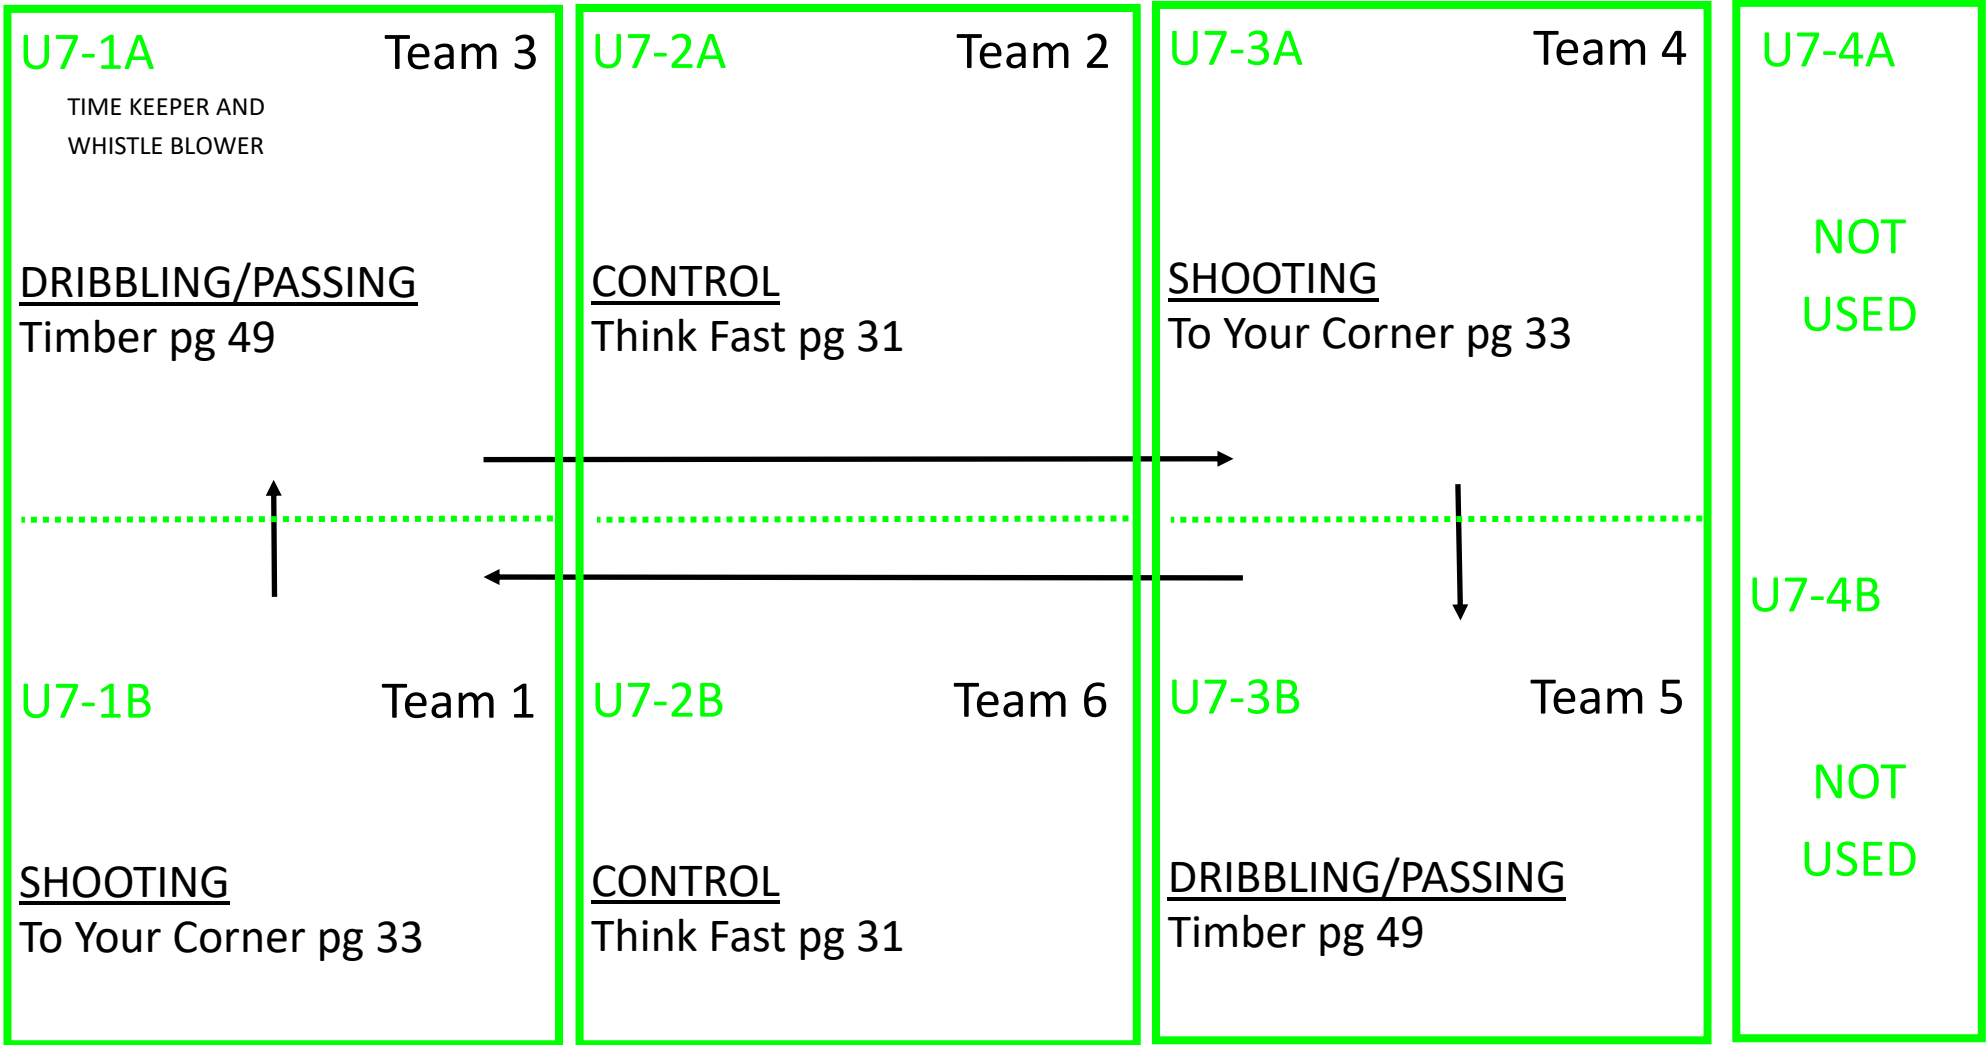 U7-1A Team 3
TIME KEEPER AND
WHISTLE BLOWER
DRIBBLING/PASSING
Timber pg 49
U7-2A Team 2
CONTROL
Think Fast pg 31
U7-3A Team 4
SHOOTING
To Your Corner pg 33
U7-4A
NOT
USED
U7-1B Team 1
SHOOTING
To Your Corner pg 33
U7-2B Team 6
CONTROL
Think Fast pg 31
U7-3B Team 5
DRIBBLING/PASSING
Timber pg 49
U7-4B
NOT
USED